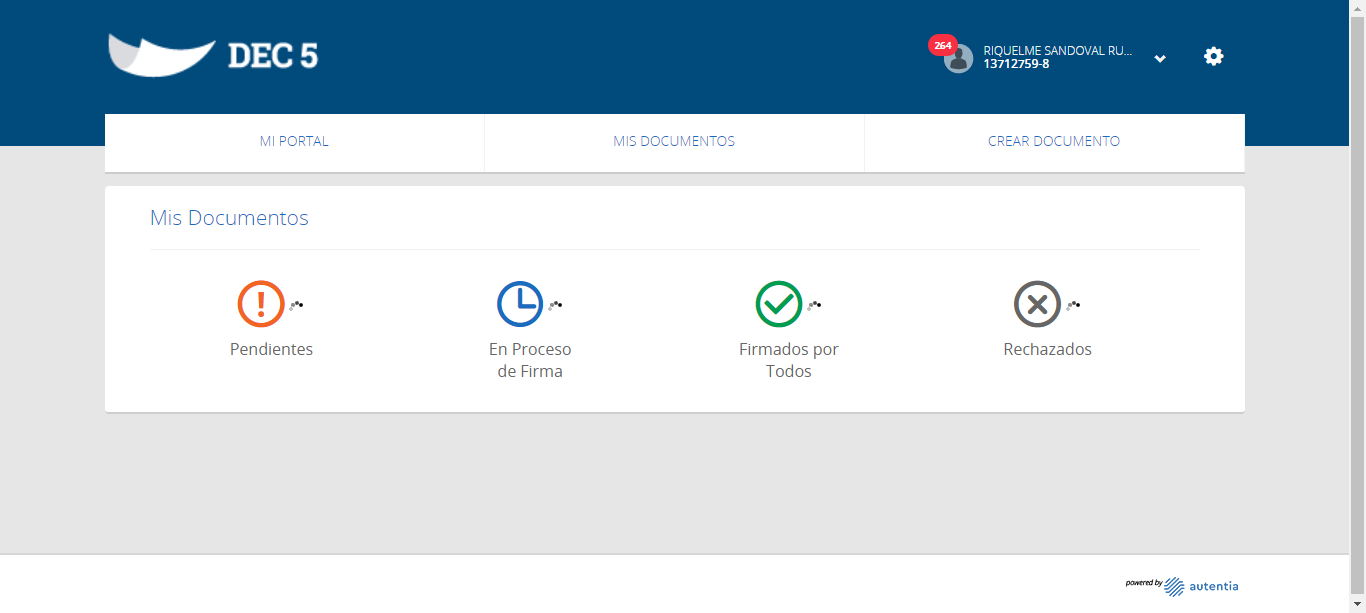 DEC 5
264
RIQUELME SANDOVAL RU...
13712759-8
MI PORTAL
MIS DOCUMENTOS
CREAR DOCUMENTO
Mis Documentos
Pendientes
En Proceso
de Firma
Firmados por
Todos
Rechazados
powered by
autentia